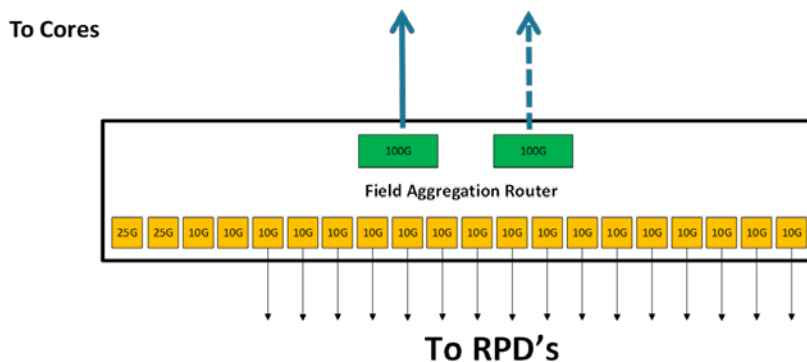 To Cores
100G 100G
Field Aggregation Router
25G 25G 10G 10G 10G 10G 10G 10G 10G 10G 10G 10G 10G 10G 10G 10G 10G 10G 10G 10G
To RPD's